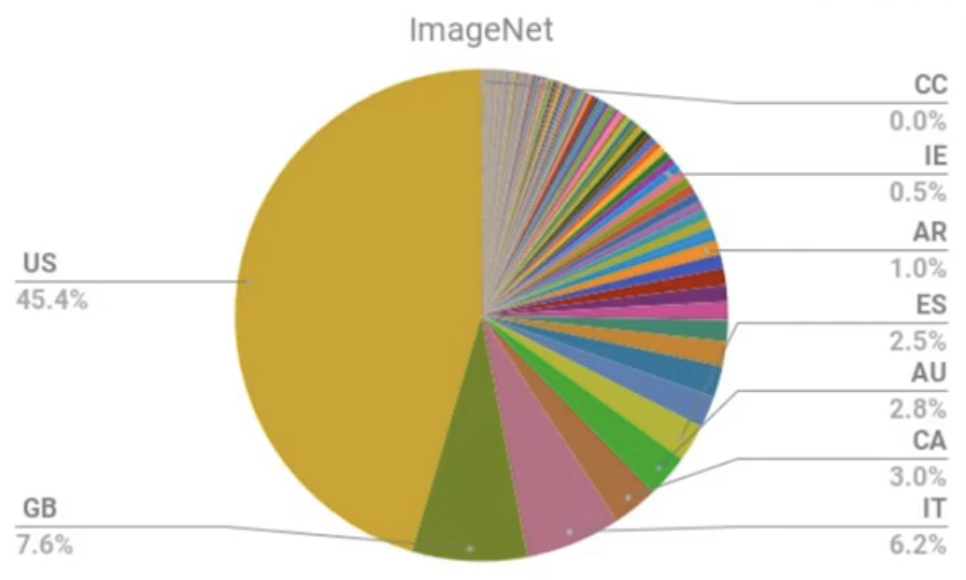 ImageNet
CC
0.0%
IE
0.5%
AR
1.0%
ES
2.5%
AU
2.8%
CA
3.0%
IT
6.2%
US
45.4%
GB
7.6%